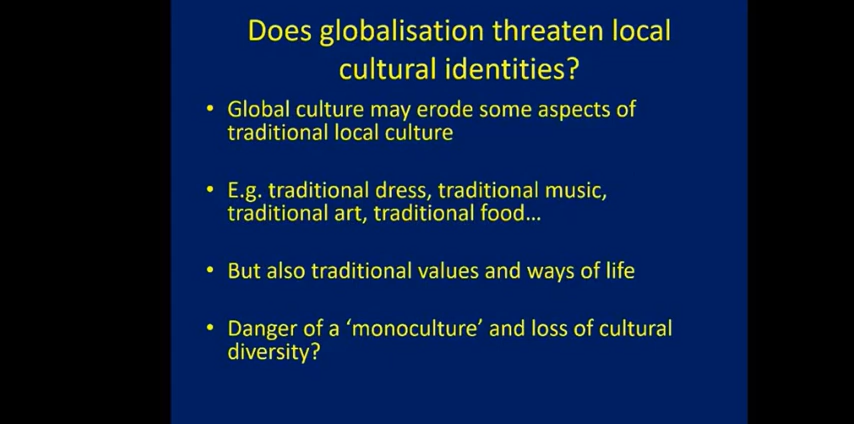 Does globalisation threaten local
cultural identities?
• Global culture may erode some aspects of
traditional local culture
• E.g. traditional dress, traditional music,
traditional art, traditional food…
• But also traditional values and ways of life
• Danger of a ‘monoculture’ and loss of cultural
diversity?